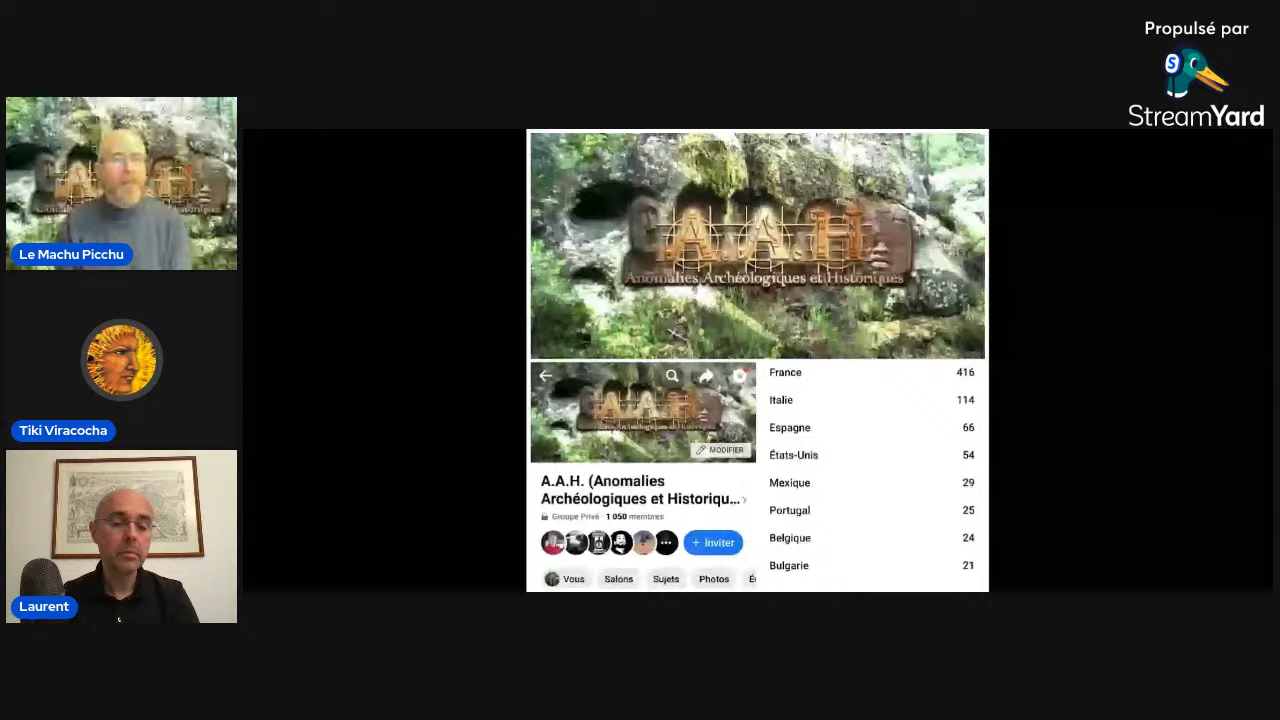 Propulsé par
StreamYard
Le Machu Picchu
Tiki Viracocha
Laurent
A.A.H
Anomalies Archéologiques et Historiques
MODIFIER
A.A.H. (Anomalies
Archéologiques et Historiqu...
Groupe Privé · 1 050 membres
+ Inviter
Vous
Salons
Sujets
Photos
France 416
Italie 114
Espagne 66
États-Unis 54
Mexique 29
Portugal 25
Belgique 24
Bulgarie 21